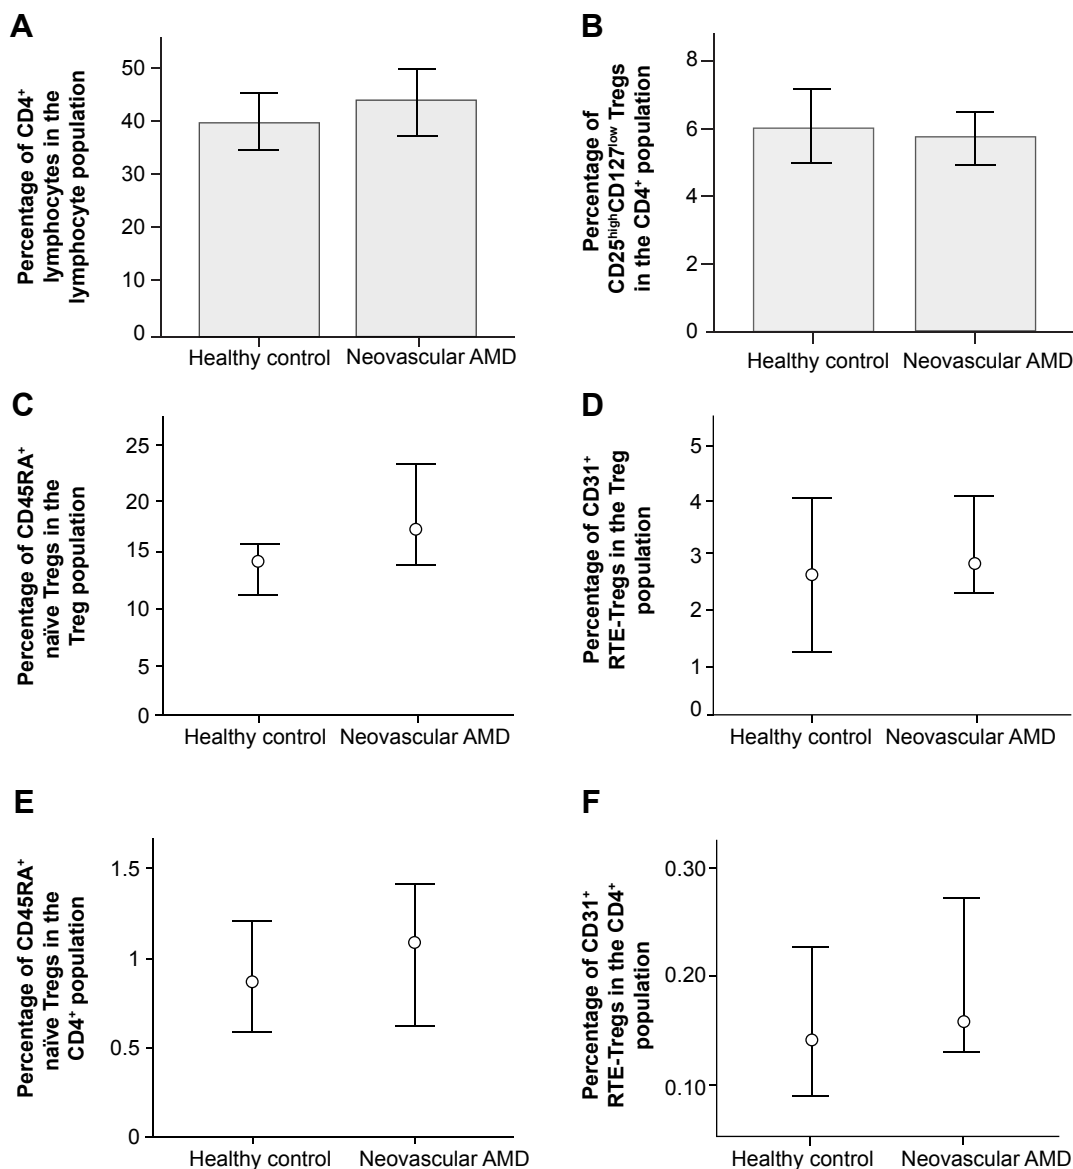 A
Percentage of CD4+
lymphocytes in the
lymphocyte population
50
40
30
20
10
0
Healthy control
Neovascular AMD
B
Percentage of
CD25highCD127low Tregs
in the CD4+ population
8
6
4
2
0
Healthy control
Neovascular AMD
C
Percentage of CD45RA+
naïve Tregs in the
Treg population
25
20
15
10
5
0
Healthy control
Neovascular AMD
D
Percentage of CD31+
RTE-Tregs in the Treg
population
5
4
3
2
1
0
Healthy control
Neovascular AMD
E
Percentage of CD45RA+
naïve Tregs in the
CD4+ population
1.5
1
0.5
0
Healthy control
Neovascular AMD
F
Percentage of CD31+
RTE-Tregs in the CD4+
population
0.30
0.20
0.10
Healthy control
Neovascular AMD